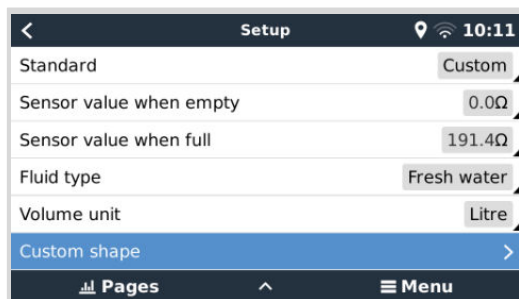 Setup 10:11
Standard Custom
Sensor value when empty 0.0Ω
Sensor value when full 191.4Ω
Fluid type Fresh water
Volume unit Litre
Custom shape
Pages Menu